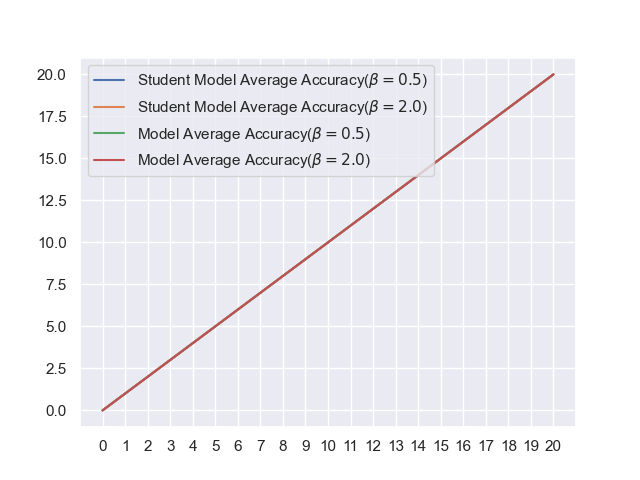 Student Model Average Accuracy(β = 0.5)
Student Model Average Accuracy(β = 2.0)
Model Average Accuracy(β = 0.5)
Model Average Accuracy(β = 2.0)
20.0
17.5
15.0
12.5
10.0
7.5
5.0
2.5
0.0
0 1 2 3 4 5 6 7 8 9 10 11 12 13 14 15 16 17 18 19 20